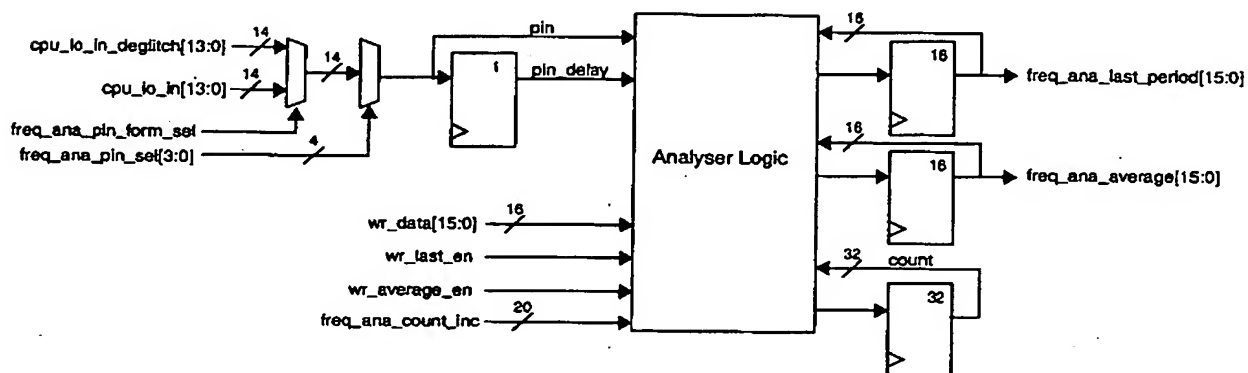 cpu_io_in_deglitch[13:0]
14
cpu_io_in[13:0]
14
14
freq_ana_pin_form_sel
freq_ana_pin_sel[3:0]
4
pin
1
pin_delay
Analyser Logic
wr_data[15:0]
16
wr_last_en
wr_average_en
freq_ana_count_inc
20
16
16
freq_ana_last_period[15:0]
16
16
freq_ana_average[15:0]
32
count
32